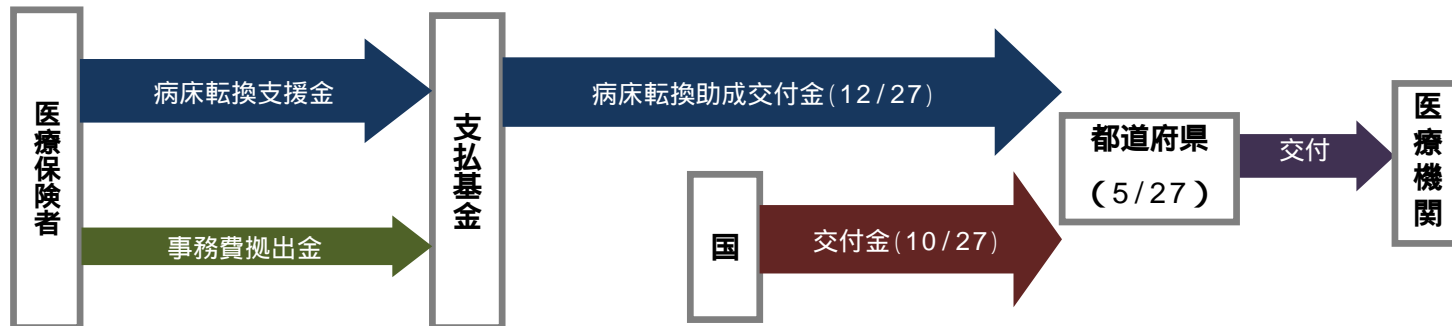 医療保険者
病床転換支援金
事務費拠出金
支払基金
病床転換助成交付金(12/27)
国
交付金(10/27)
都道府県
(5/27)
交付
医療機関